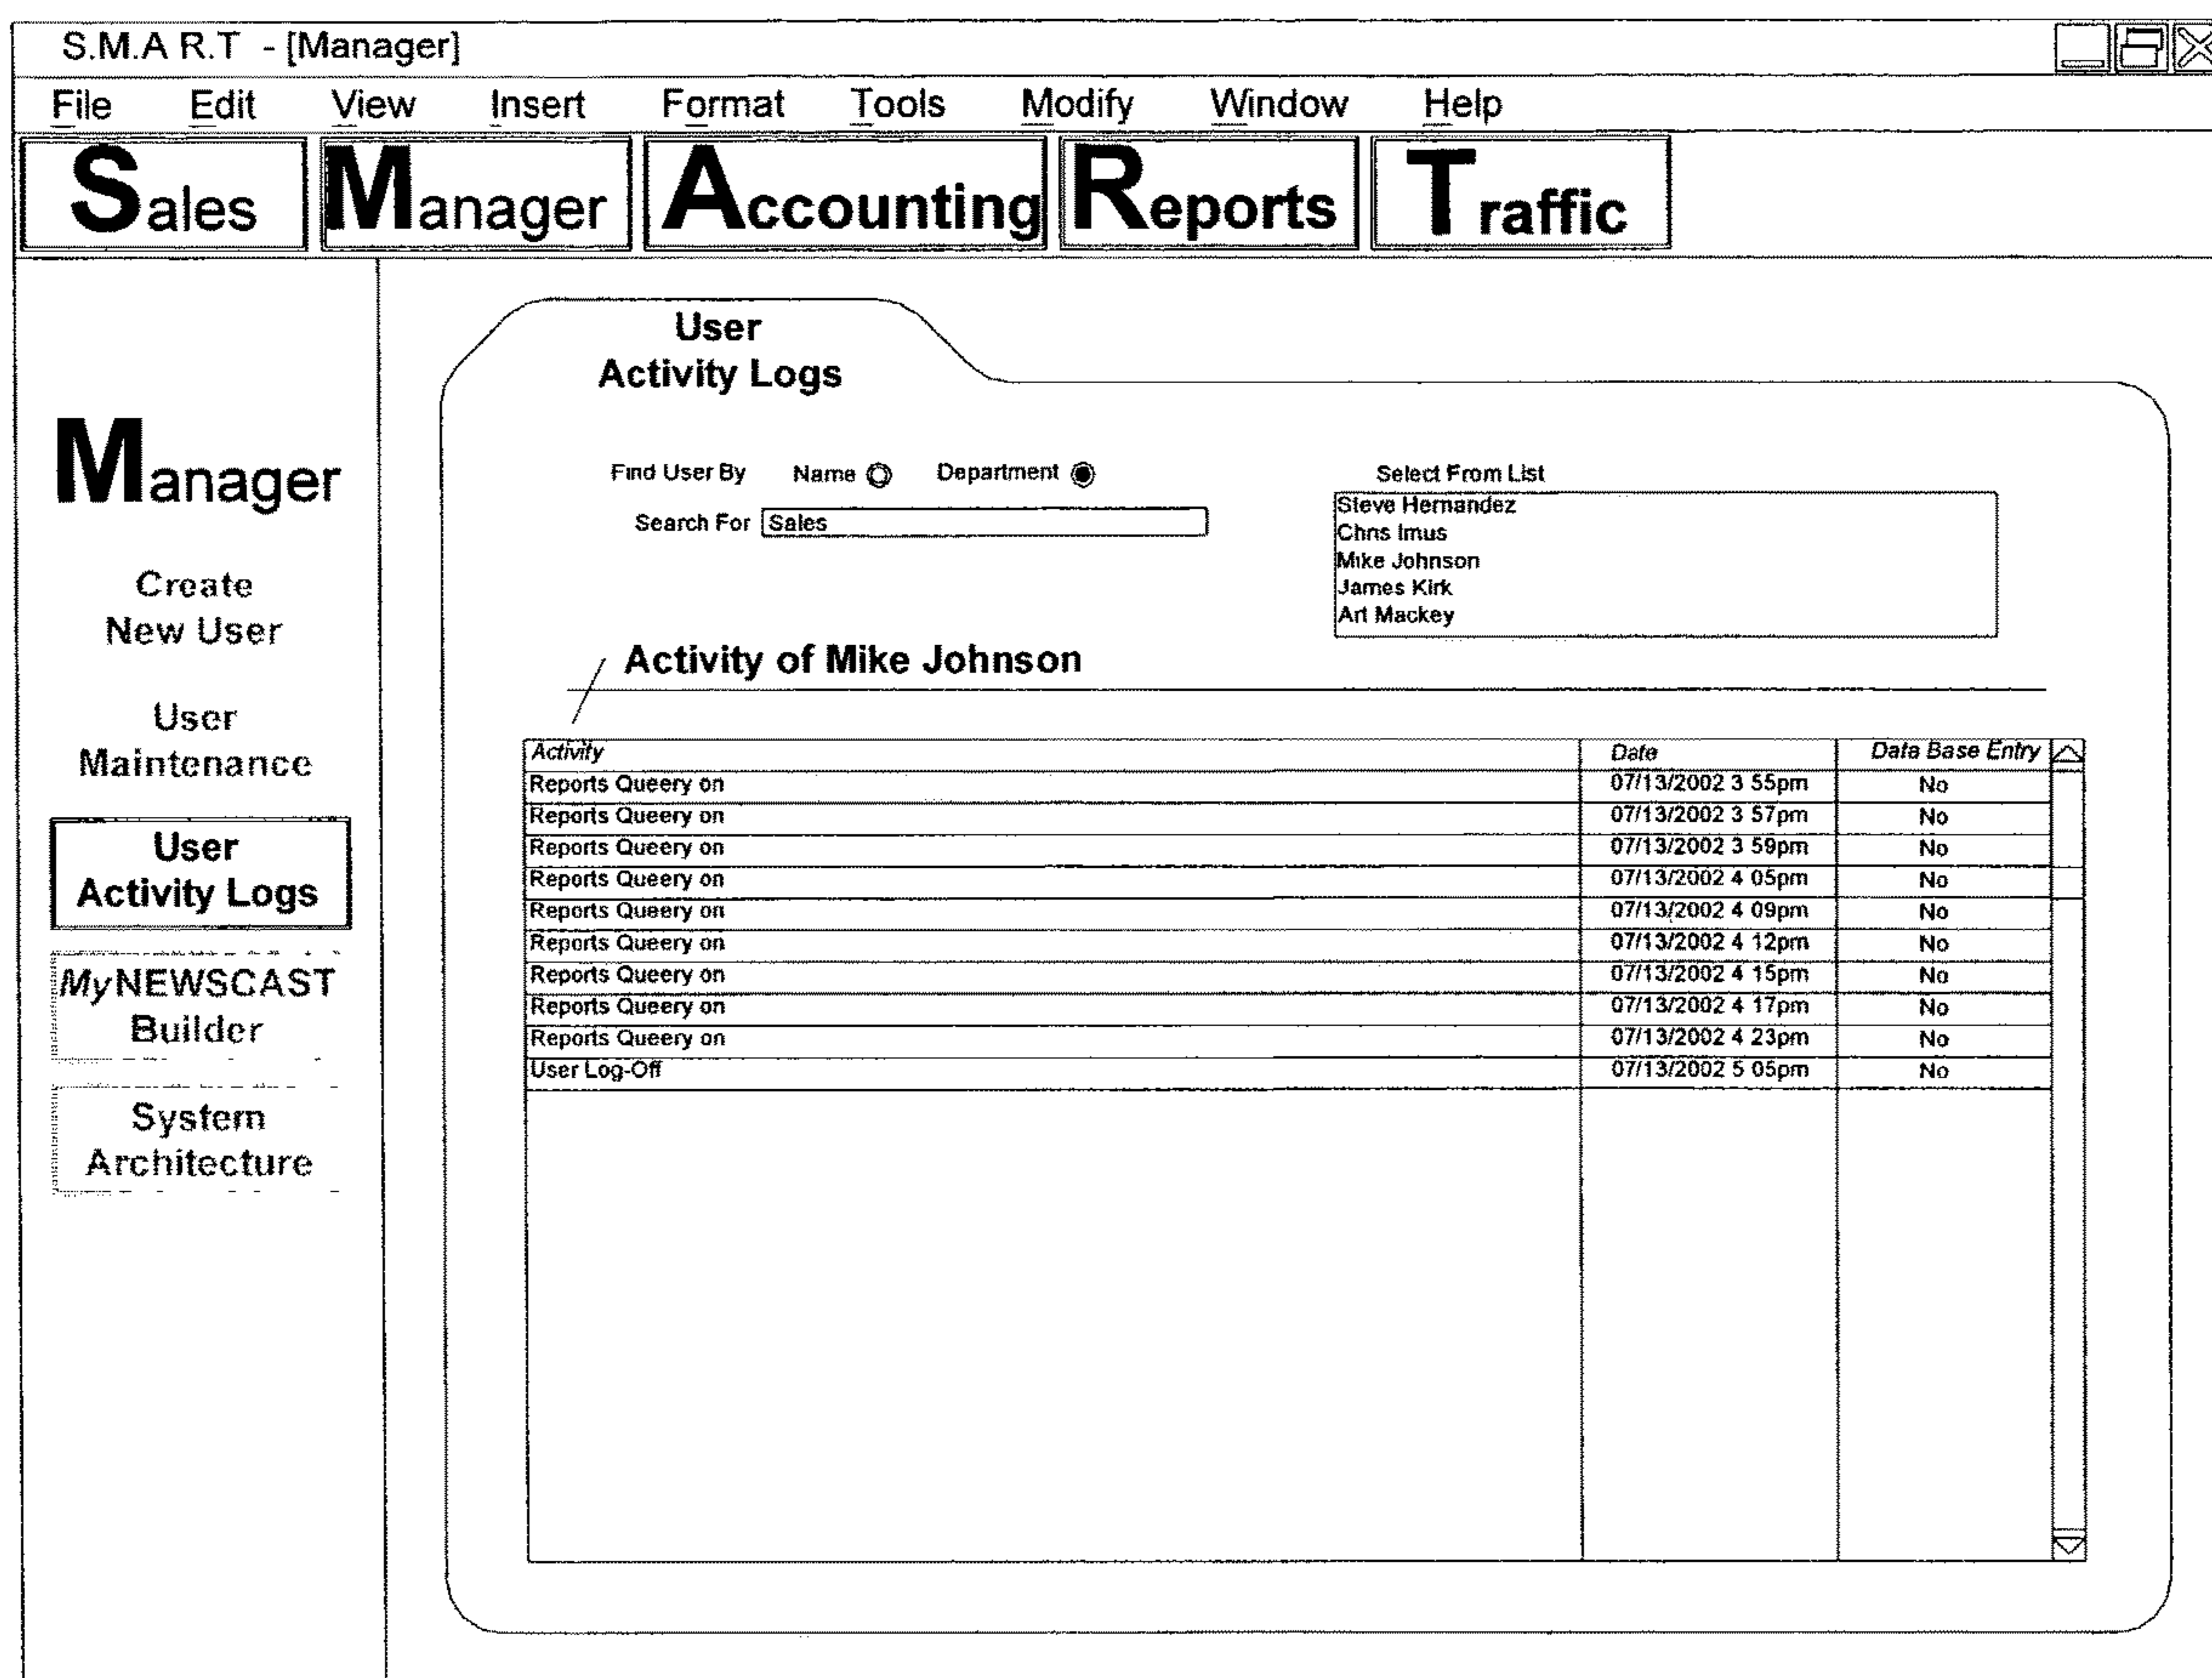 S.M.A R.T - [Manager]
File Edit View Insert Format Tools Modify Window Help
Sales Manager Accounting Reports Traffic
Manager
Create
New User
User
Maintenance
User
Activity Logs
MyNEWSCAST
Builder
System
Architecture
User
Activity Logs
Find User By Name Department
Search For Sales
Select From List
Steve Hernandez
Chris Imus
Mike Johnson
James Kirk
Art Mackey
Activity of Mike Johnson
Activity Date Data Base Entry
Reports Queery on 07/13/2002 3 55pm No
Reports Queery on 07/13/2002 3 57pm No
Reports Queery on 07/13/2002 3 59pm No
Reports Queery on 07/13/2002 4 05pm No
Reports Queery on 07/13/2002 4 09pm No
Reports Queery on 07/13/2002 4 12pm No
Reports Queery on 07/13/2002 4 15pm No
Reports Queery on 07/13/2002 4 17pm No
Reports Queery on 07/13/2002 4 23pm No
User Log-Off 07/13/2002 5 05pm No